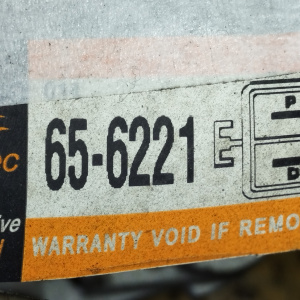 65-6221
P
D
WARRANTY VOID IF REMO